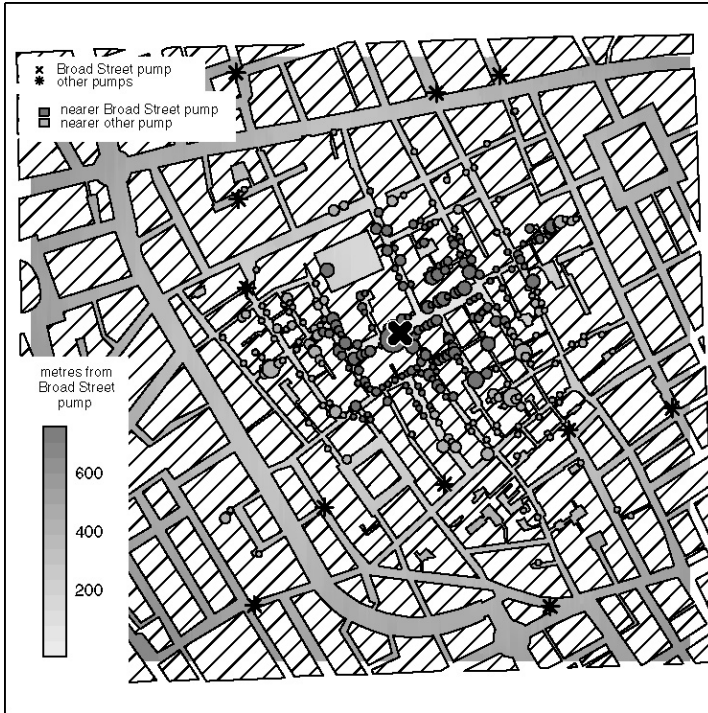 Broad Street pump
other pumps
nearer Broad Street pump
nearer other pump
metres from
Broad Street
pump
600
400
200